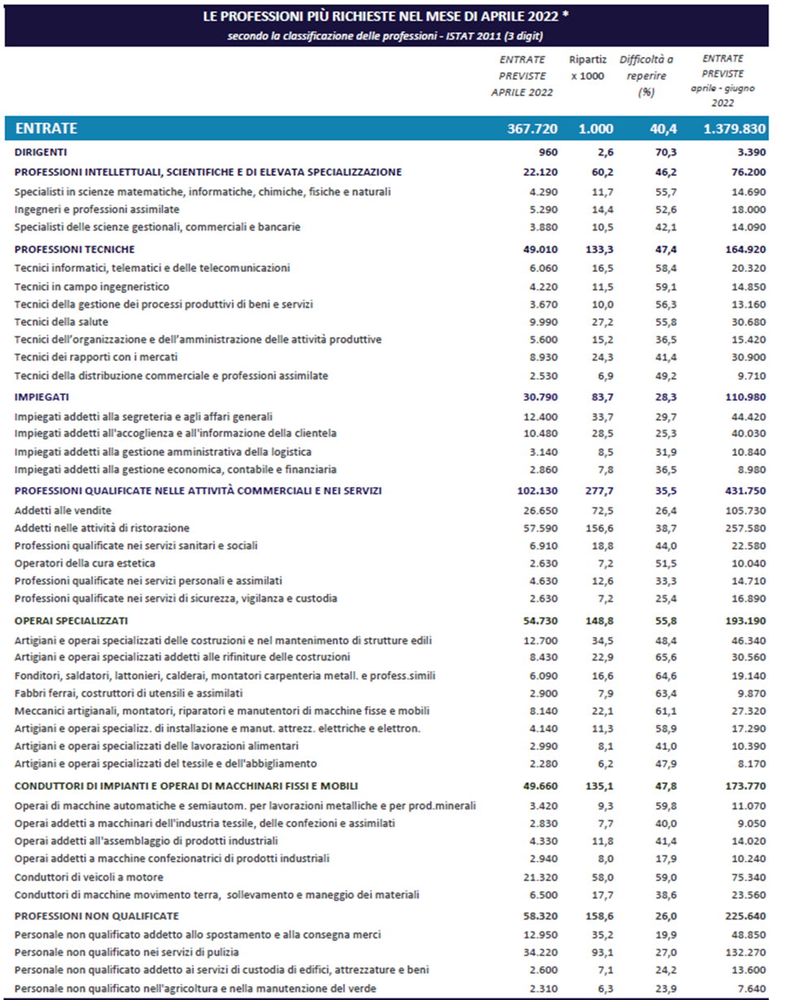 LE PROFESSIONI PIÙ RICHIESTE NEL MESE DI APRILE 2022 *
secondo la classificazione delle professioni - ISTAT 2011 (3 digit)
ENTRATE PREVISTE APRILE 2022 Ripartiz x 1000 Difficoltà a reperire (%) ENTRATE PREVISTE aprile - giugno 2022
ENTRATE 367.720 1.000 40,4 1.379.830
DIRIGENTI 960 2,6 70,3 3.390
PROFESSIONI INTELLETTUALI, SCIENTIFICHE E DI ELEVATA SPECIALIZZAZIONE 22.120 60,2 46,2 76.200
Specialisti in scienze matematiche, informatiche, chimiche, fisiche e naturali 4.290 11,7 55,7 14.690
Ingegneri e professioni assimilate 5.290 14,4 52,6 18.000
Specialisti delle scienze gestionali, commerciali e bancarie 3.880 10,5 42,1 14.090
PROFESSIONI TECNICHE 49.010 133,3 47,4 164.920
Tecnici informatici, telematici e delle telecomunicazioni 6.060 16,5 58,4 20.320
Tecnici in campo ingegneristico 4.220 11,5 59,1 14.850
Tecnici della gestione dei processi produttivi di beni e servizi 3.670 10,0 56,3 13.160
Tecnici della salute 9.990 27,2 55,8 30.680
Tecnici dell’organizzazione e dell’amministrazione delle attività produttive 5.600 15,2 36,5 15.420
Tecnici dei rapporti con i mercati 8.930 24,3 41,4 30.900
Tecnici della distribuzione commerciale e professioni assimilate 2.530 6,9 49,2 9.710
IMPIEGATI 30.790 83,7 28,3 110.980
Impiegati addetti alla segreteria e agli affari generali 12.400 33,7 29,7 44.420
Impiegati addetti all'accoglienza e all'informazione della clientela 10.480 28,5 25,3 40.030
Impiegati addetti alla gestione amministrativa della logistica 3.140 8,5 31,9 10.840
Impiegati addetti alla gestione economica, contabile e finanziaria 2.860 7,8 36,5 8.980
PROFESSIONI QUALIFICATE NELLE ATTIVITÀ COMMERCIALI E NEI SERVIZI 102.130 277,7 35,5 431.750
Addetti alle vendite 26.650 72,5 26,4 105.730
Addetti nelle attività di ristorazione 57.590 156,6 38,7 257.580
Professioni qualificate nei servizi sanitari e sociali 6.910 18,8 44,0 22.580
Operatori della cura estetica 2.630 7,2 51,5 10.040
Professioni qualificate nei servizi personali e assimilati 4.630 12,6 33,3 14.710
Professioni qualificate nei servizi di sicurezza, vigilanza e custodia 2.630 7,2 25,4 16.890
OPERAI SPECIALIZZATI 54.730 148,8 55,8 193.190
Artigiani e operai specializzati delle costruzioni e nel mantenimento di strutture edili 12.700 34,5 48,4 46.340
Artigiani e operai specializzati addetti alle rifiniture delle costruzioni 8.430 22,9 65,6 30.560
Fonditori, saldatori, lattonieri, calderai, montatori carpenteria metall. e profess.simili 6.090 16,6 64,6 19.140
Fabbri ferrai, costruttori di utensili e assimilati 2.900 7,9 63,4 9.870
Meccanici artigianali, montatori, riparatori e manutentori di macchine fisse e mobili 8.140 22,1 61,1 27.320
Artigiani e operai specializz. di installazione e manut. attrezz. elettriche e elettron. 4.140 11,3 58,9 17.290
Artigiani e operai specializzati delle lavorazioni alimentari 2.990 8,1 41,0 10.390
Artigiani e operai specializzati del tessile e dell'abbigliamento 2.280 6,2 47,9 8.170
CONDUTTORI DI IMPIANTI E OPERAI DI MACCHINARI FISSI E MOBILI 49.660 135,1 47,8 173.770
Operai di macchine automatiche e semiautom. per lavorazioni metalliche e per prod.minerali 3.420 9,3 59,8 11.070
Operai addetti a macchinari dell'industria tessile, delle confezioni e assimilati 2.830 7,7 40,0 9.050
Operai addetti all'assemblaggio di prodotti industriali 4.330 11,8 41,4 14.020
Operai addetti a macchine confezionatrici di prodotti industriali 2.940 8,0 17,9 10.240
Conduttori di veicoli a motore 21.320 58,0 59,0 75.340
Conduttori di macchine movimento terra, sollevamento e maneggio dei materiali 6.500 17,7 38,6 23.560
PROFESSIONI NON QUALIFICATE 58.320 158,6 26,0 225.640
Personale non qualificato addetto allo spostamento e alla consegna merci 12.950 35,2 19,9 48.850
Personale non qualificato nei servizi di pulizia 34.220 93,1 27,0 132.270
Personale non qualificato addetto ai servizi di custodia di edifici, attrezzature e beni 2.600 7,1 24,2 13.600
Personale non qualificato nell'agricoltura e nella manutenzione del verde 2.310 6,3 23,9 7.640